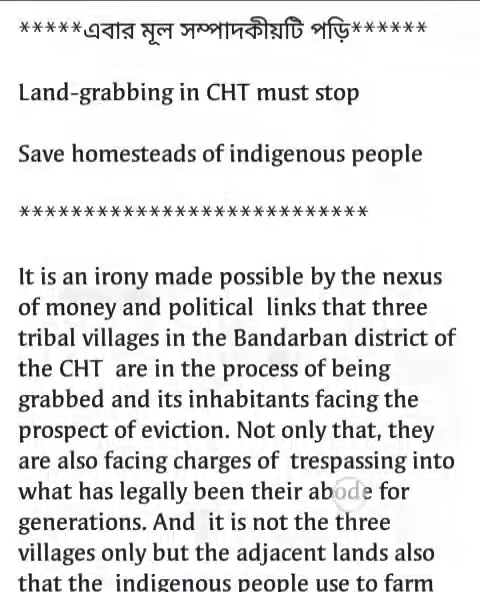 *****এবার মূল সম্পাদকীয়টি পড়ি******
Land-grabbing in CHT must stop
Save homesteads of indigenous people
***************************
It is an irony made possible by the nexus
of money and political links that three
tribal villages in the Bandarban district of
the CHT are in the process of being
grabbed and its inhabitants facing the
prospect of eviction. Not only that, they
are also facing charges of trespassing into
what has legally been their abode for
generations. And it is not the three
villages only but the adjacent lands also
that the indigenous people use to farm